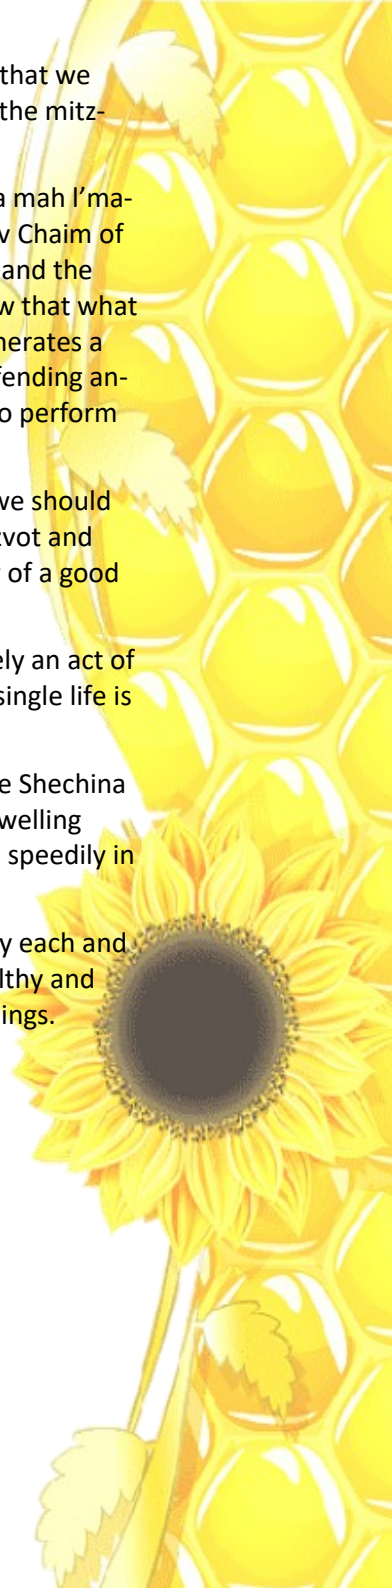 that we
the mitz-
a mah l’ma-
v Chaim of
and the
w that what
nerates a
fending an-
o perform
we should
zvot and
of a good
ely an act of
single life is
e Shechina
welling
speedily in
y each and
lthy and
ings.